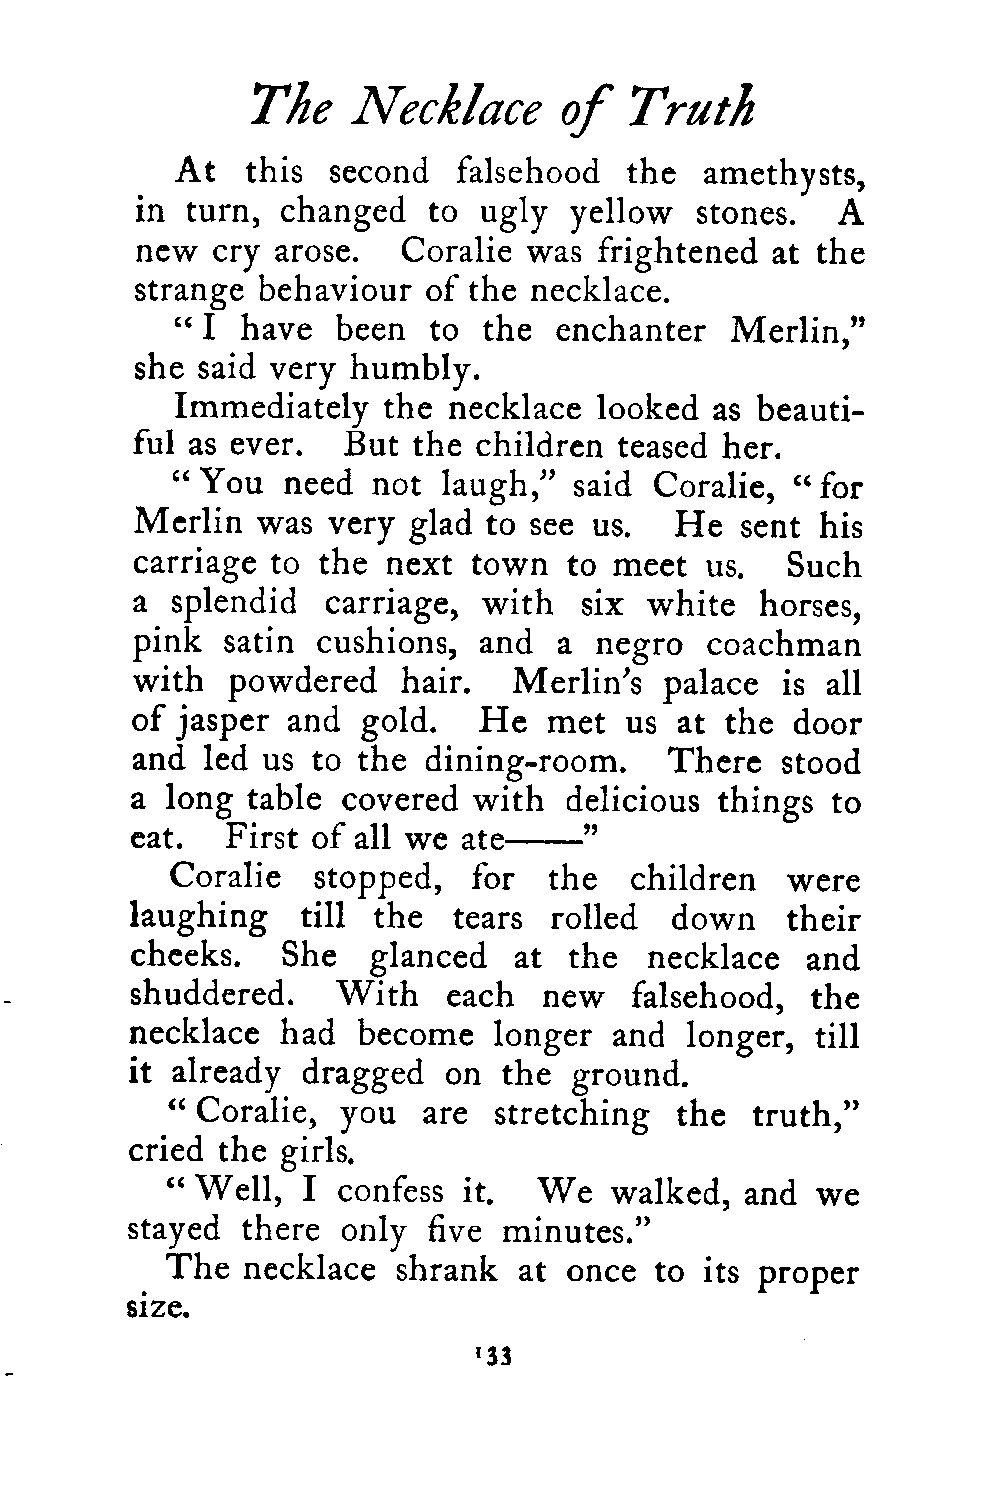 The Necklace of Truth
At this second falsehood the amethysts,
in turn, changed to ugly yellow stones. A
new cry arose. Coralie was frightened at the
strange behaviour of the necklace.
“I have been to the enchanter Merlin,”
she said very humbly.
Immediately the necklace looked as beauti-
ful as ever. But the children teased her.
“You need not laugh,” said Coralie, “for
Merlin was very glad to see us. He sent his
carriage to the next town to meet us. Such
a splendid carriage, with six white horses,
pink satin cushions, and a negro coachman
with powdered hair. Merlin’s palace is all
of jasper and gold. He met us at the door
and led us to the dining-room. There stood
a long table covered with delicious things to
eat. First of all we ate——”
Coralie stopped, for the children were
laughing till the tears rolled down their
cheeks. She glanced at the necklace and
shuddered. With each new falsehood, the
necklace had become longer and longer, till
it already dragged on the ground.
“Coralie, you are stretching the truth,”
cried the girls.
“Well, I confess it. We walked, and we
stayed there only five minutes.”
The necklace shrank at once to its proper
size.
133